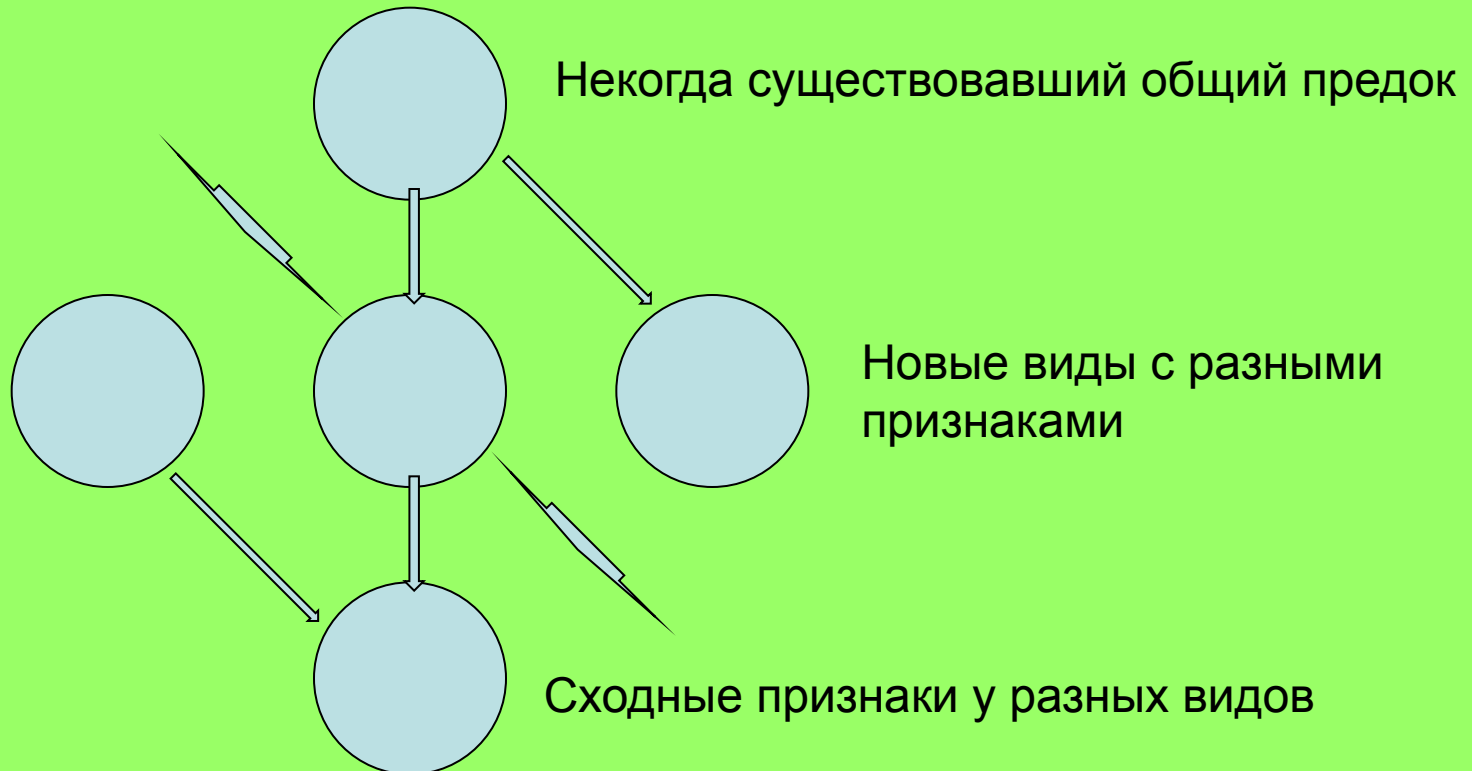 Некогда существовавший общий предок
Новые виды с разными
признаками
Сходные признаки у разных видов